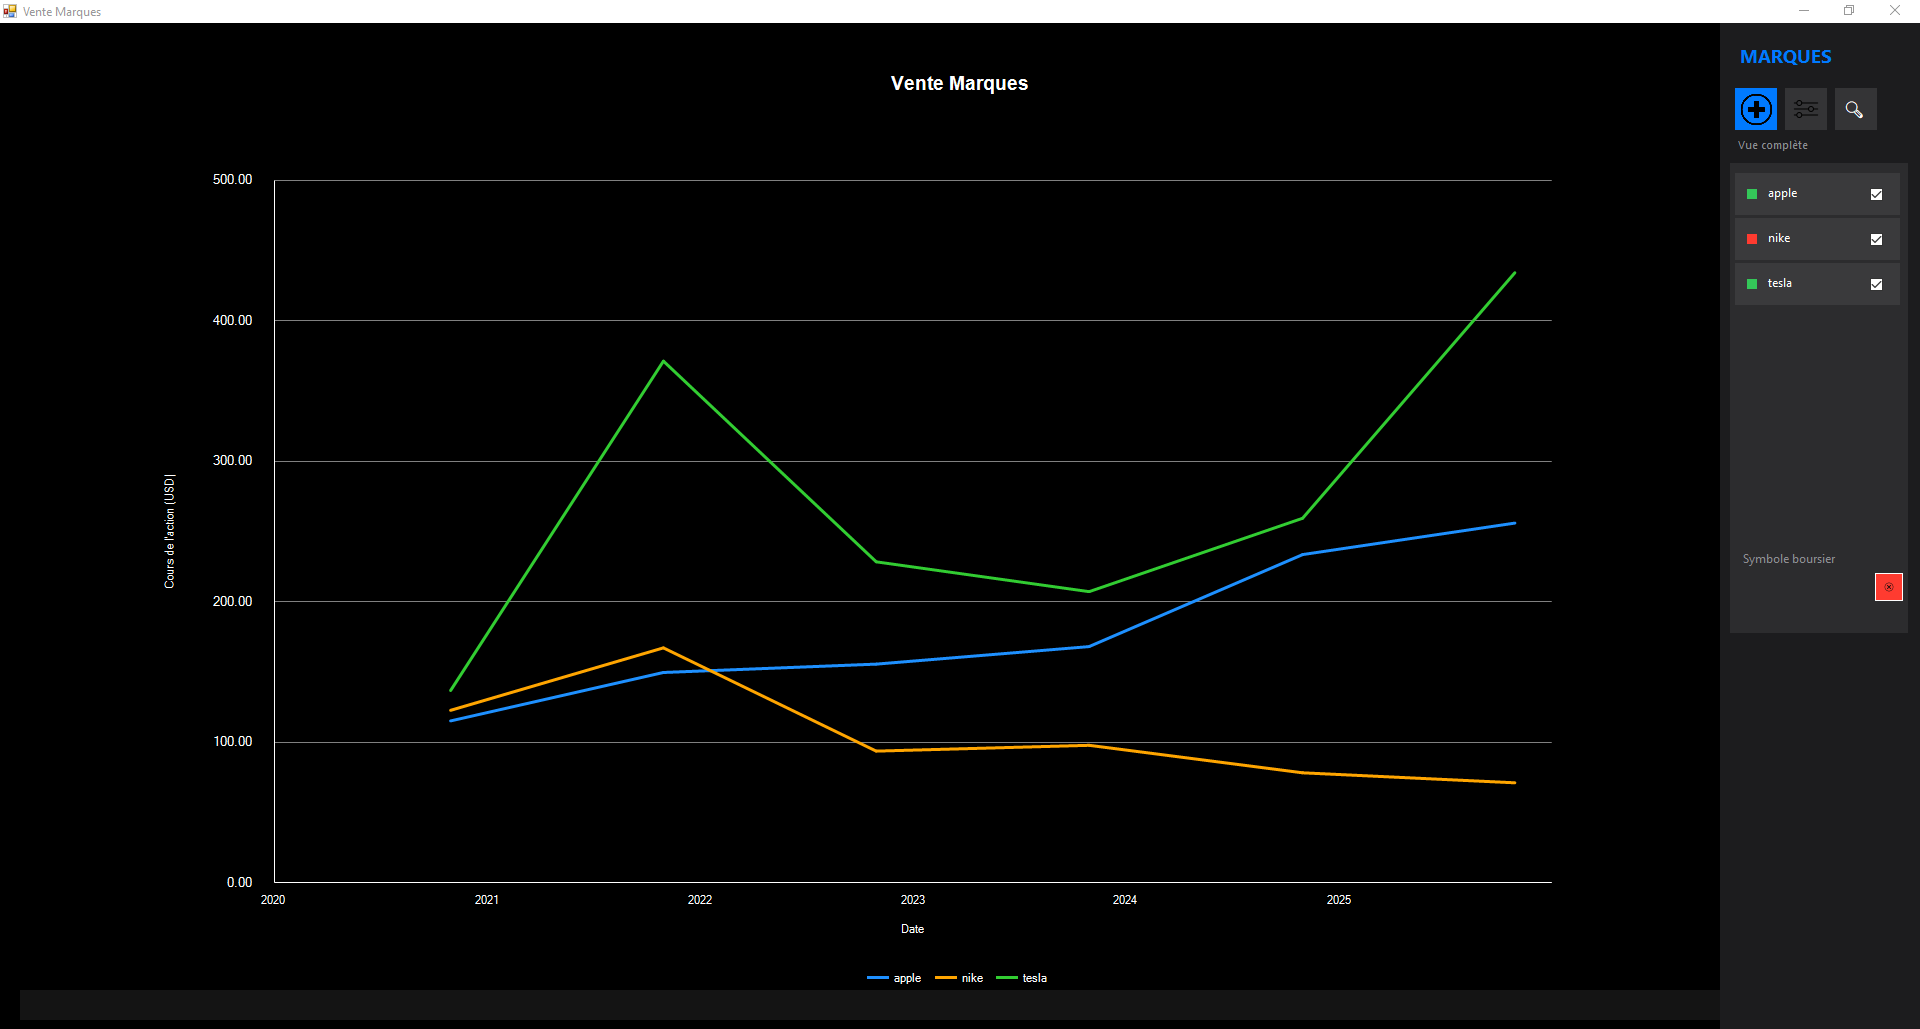 Vente Marques
MARQUES
Vente Marques
Vue complète
apple
nike
tesla
Symbole boursier
500.00
400.00
300.00
200.00
100.00
0.00
Cours de l'action (USD)
2020 2021 2022 2023 2024 2025
Date
apple nike tesla